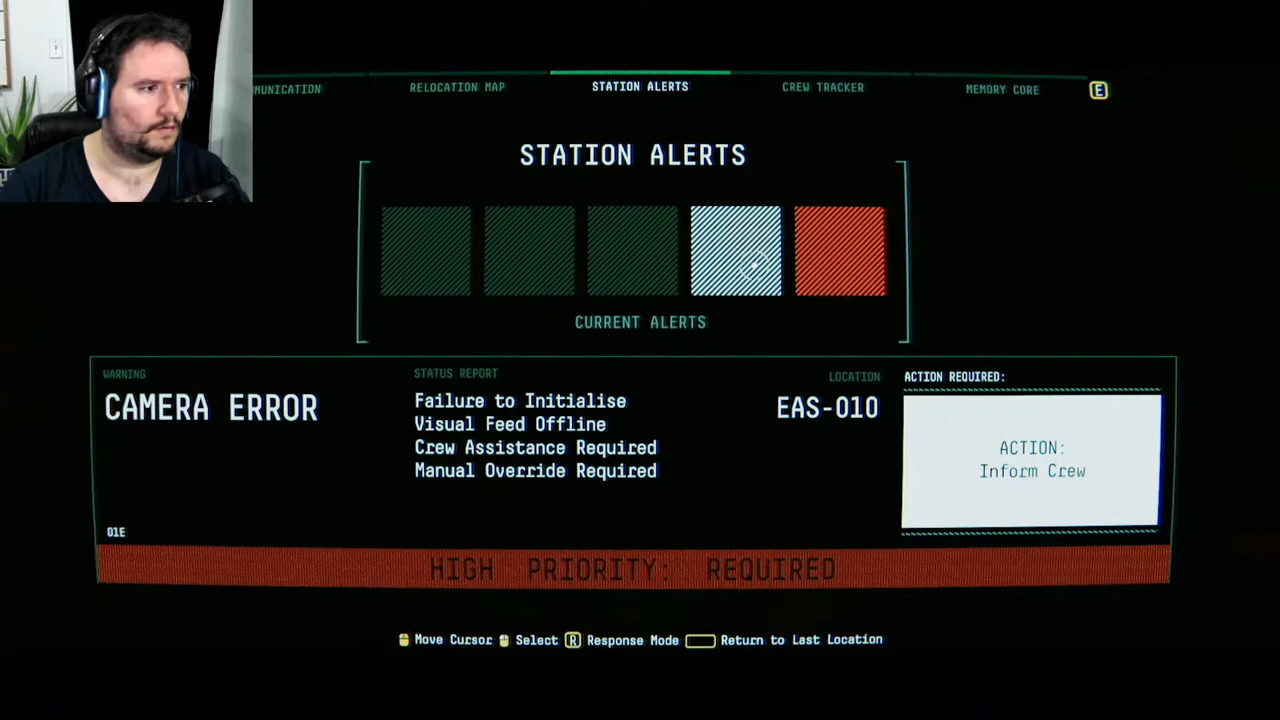 MUNICATION
RELOCATION MAP
STATION ALERTS
CREW TRACKER
MEMORY CORE
E
STATION ALERTS
CURRENT ALERTS
WARNING
CAMERA ERROR
01E
STATUS REPORT
Failure to Initialise
Visual Feed Offline
Crew Assistance Required
Manual Override Required
LOCATION
EAS-010
ACTION REQUIRED:
ACTION:
Inform Crew
HIGH PRIORITY: REQUIRED
Move Cursor Select R Response Mode Return to Last Location